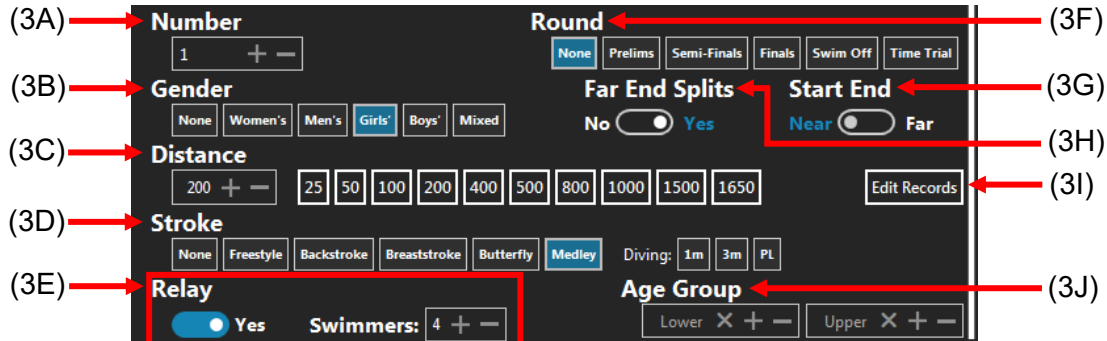 (3A) Number Round (3F)
1 + − None Prelims Semi-Finals Finals Swim Off Time Trial
(3B) Gender Far End Splits Start End (3G)
None Women's Men's Girls' Boys' Mixed No Yes Near Far
(3H)
(3C) Distance
200 + − 25 50 100 200 400 500 800 1000 1500 1650 Edit Records (3I)
(3D) Stroke
None Freestyle Backstroke Breaststroke Butterfly Medley Diving: 1m 3m PL
(3E) Relay Age Group (3J)
Yes Swimmers: 4 + − Lower × + − Upper × + −